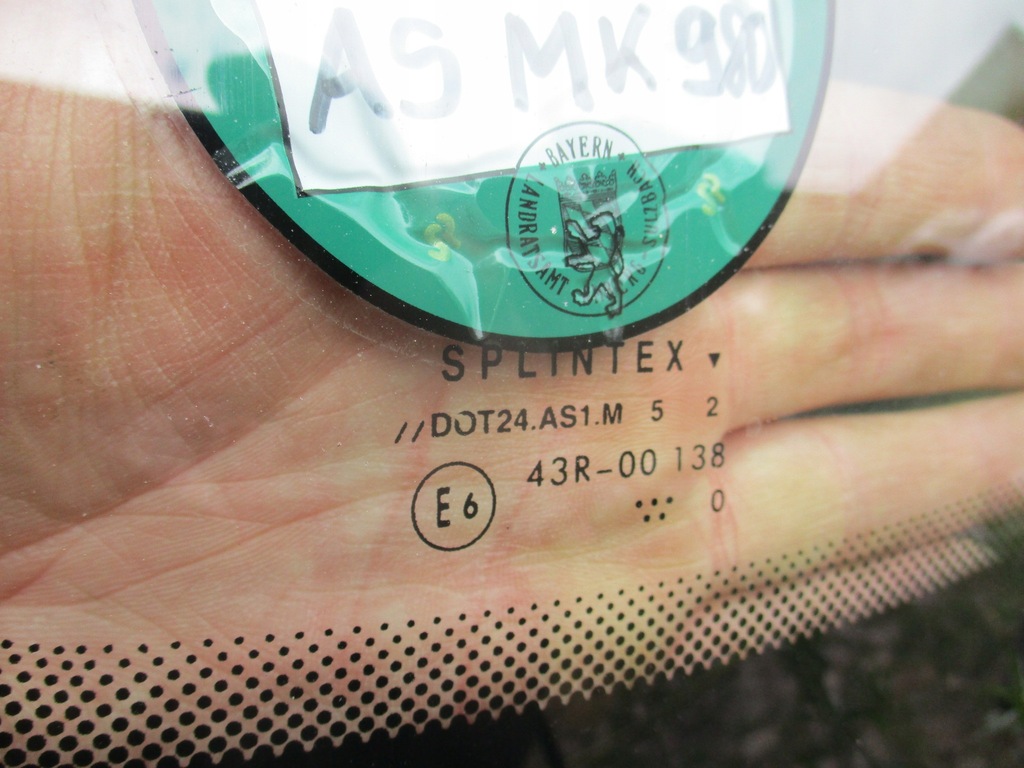 AS MK 980
BAYERN
LANDRATSAMT
SPLINTEX ▼
//DOT24.AS1.M 5 2
E6
43R-00 138
0